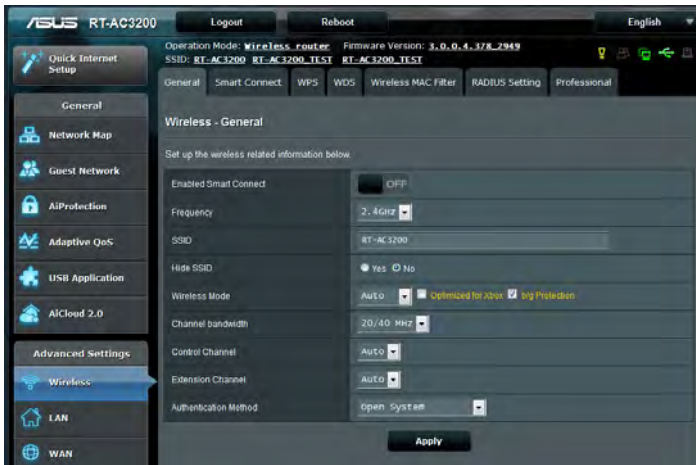 ASUS RT-AC3200 Logout Reboot English
Quick Internet Setup
General
Network Map
Guest Network
AiProtection
Adaptive QoS
USB Application
AiCloud 2.0
Advanced Settings
Wireless
LAN
WAN
Operation Mode: Wireless router Firmware Version: 3.0.0.4.378_2949
SSID: RT-AC3200 RT-AC3200_TEST RT-AC3200_TEST
General Smart Connect WPS WDS Wireless MAC Filter RADIUS Setting Professional
Wireless - General
Set up the wireless related information below.
Enabled Smart Connect OFF
Frequency 2.4GHz
SSID RT-AC3200
Hide SSID Yes No
Wireless Mode Auto Optimized for Xbox b/g Protection
Channel bandwidth 20/40 MHz
Control Channel Auto
Extension Channel Auto
Authentication Method Open System
Apply